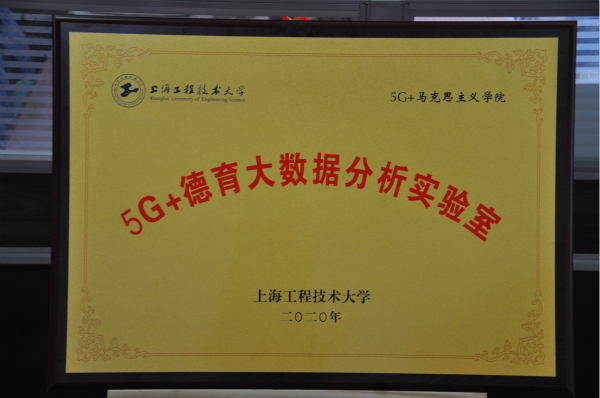 上海工程技术大学
Shanghai University of Engineering Science
5G+马克思主义学院
5G+德育大数据分析实验室
上海工程技术大学
二〇二〇年